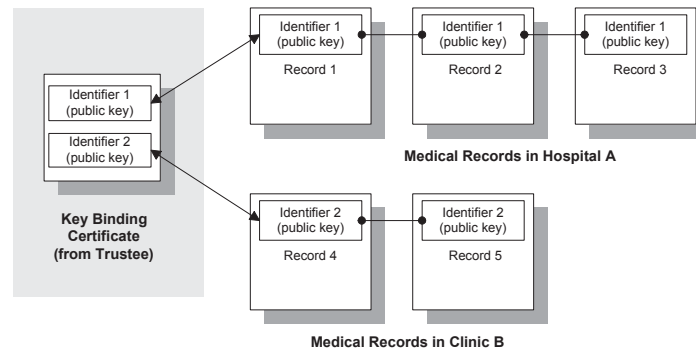 Identifier 1
(public key)
Identifier 2
(public key)
Key Binding
Certificate
(from Trustee)
Identifier 1
(public key)
Record 1
Identifier 1
(public key)
Record 2
Identifier 1
(public key)
Record 3
Medical Records in Hospital A
Identifier 2
(public key)
Record 4
Identifier 2
(public key)
Record 5
Medical Records in Clinic B